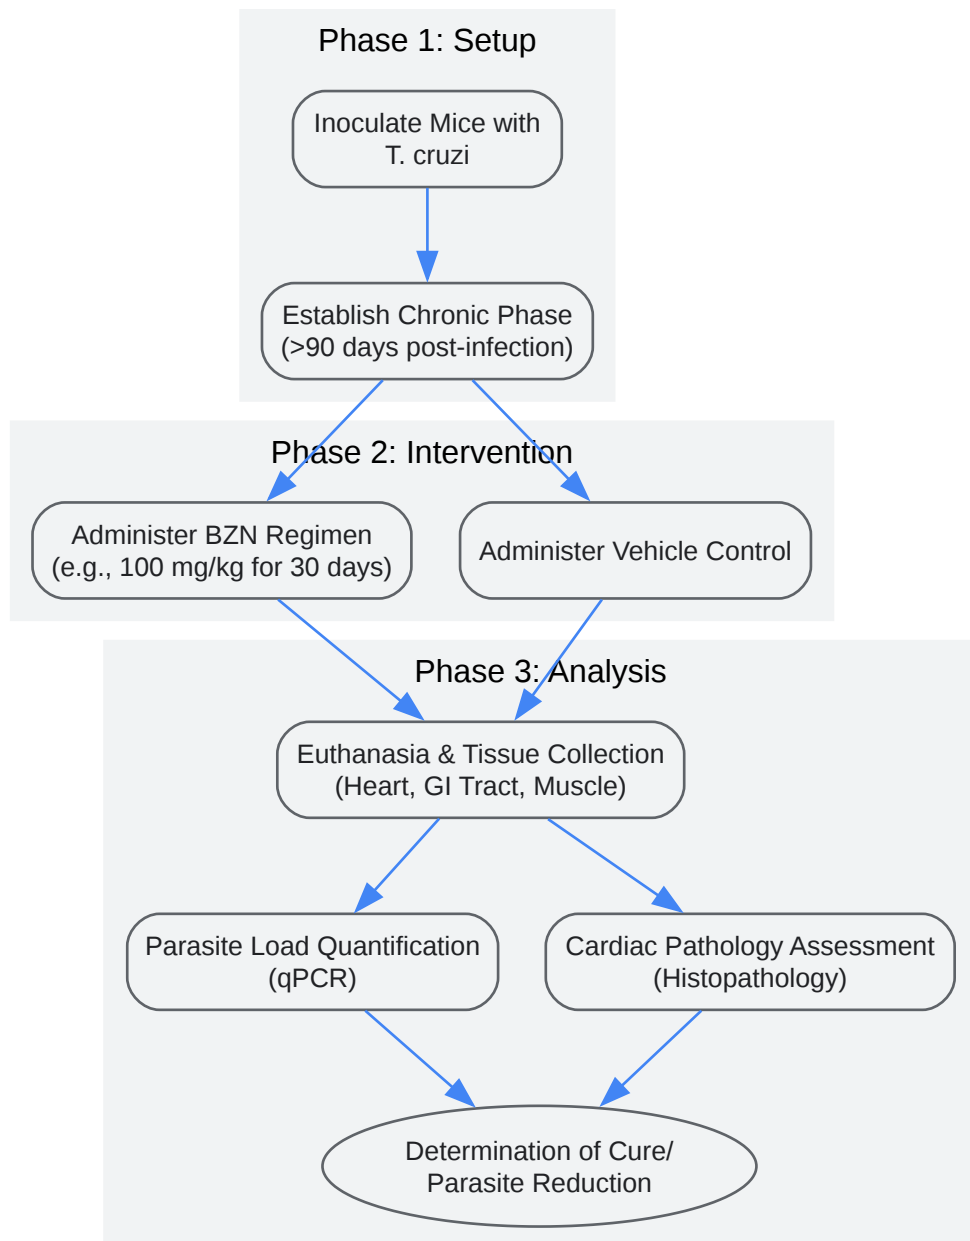 Phase 1: Setup
Inoculate Mice with
T. cruzi
Establish Chronic Phase
(>90 days post-infection)
Phase 2: Intervention
Administer BZN Regimen
(e.g., 100 mg/kg for 30 days)
Administer Vehicle Control
Phase 3: Analysis
Euthanasia & Tissue Collection
(Heart, GI Tract, Muscle)
Parasite Load Quantification
(qPCR)
Cardiac Pathology Assessment
(Histopathology)
Determination of Cure/
Parasite Reduction